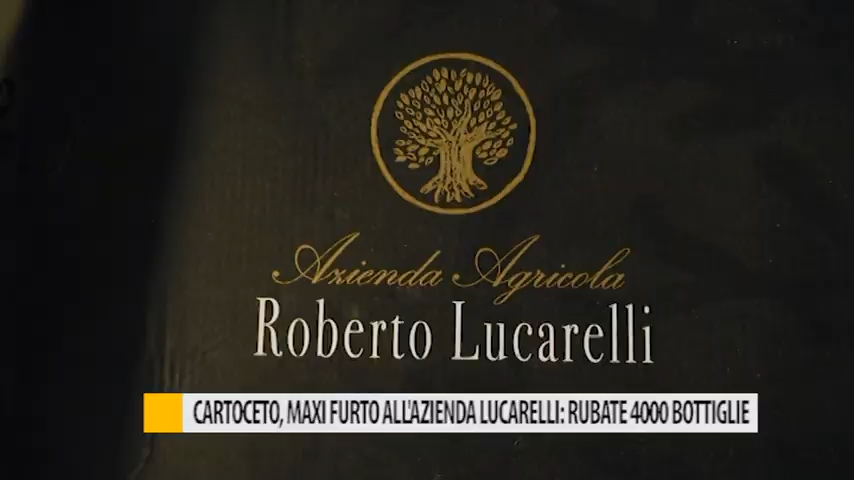 Azienda Agricola
Roberto Lucarelli
CARTOCETO, MAXI FURTO ALL'AZIENDA LUCARELLI: RUBATE 4000 BOTTIGLIE